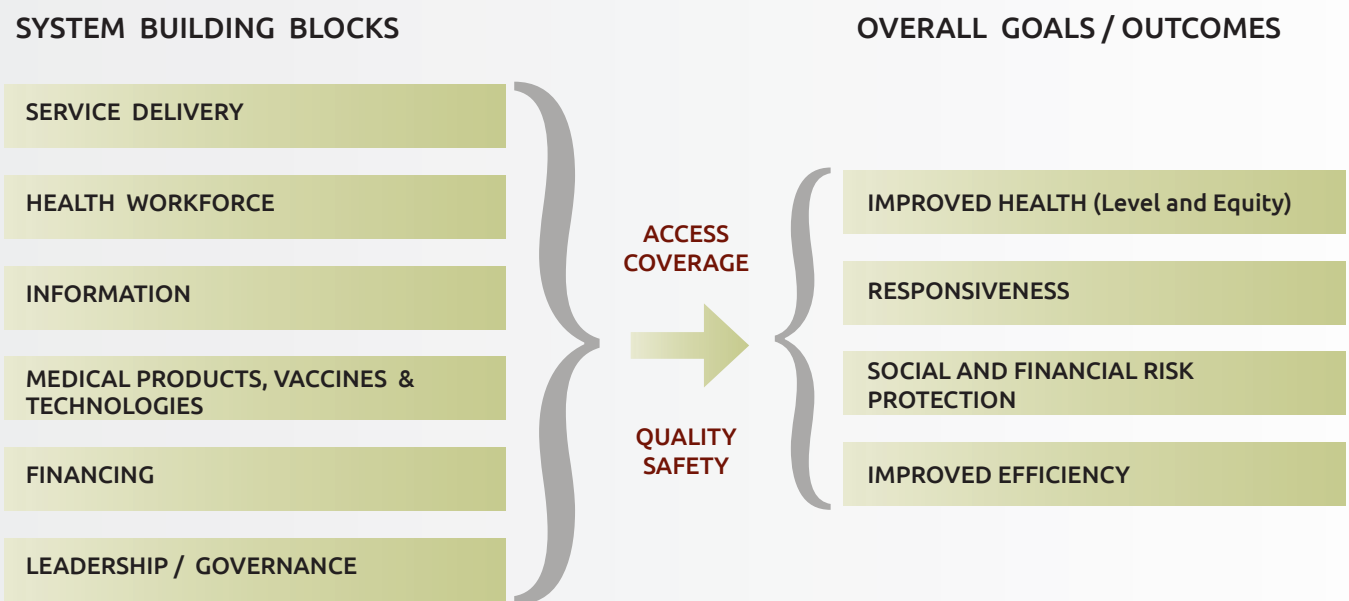 SYSTEM BUILDING BLOCKS
SERVICE DELIVERY
HEALTH WORKFORCE
INFORMATION
MEDICAL PRODUCTS, VACCINES &
TECHNOLOGIES
FINANCING
LEADERSHIP / GOVERNANCE
ACCESS
COVERAGE
QUALITY
SAFETY
OVERALL GOALS / OUTCOMES
IMPROVED HEALTH (Level and Equity)
RESPONSIVENESS
SOCIAL AND FINANCIAL RISK
PROTECTION
IMPROVED EFFICIENCY